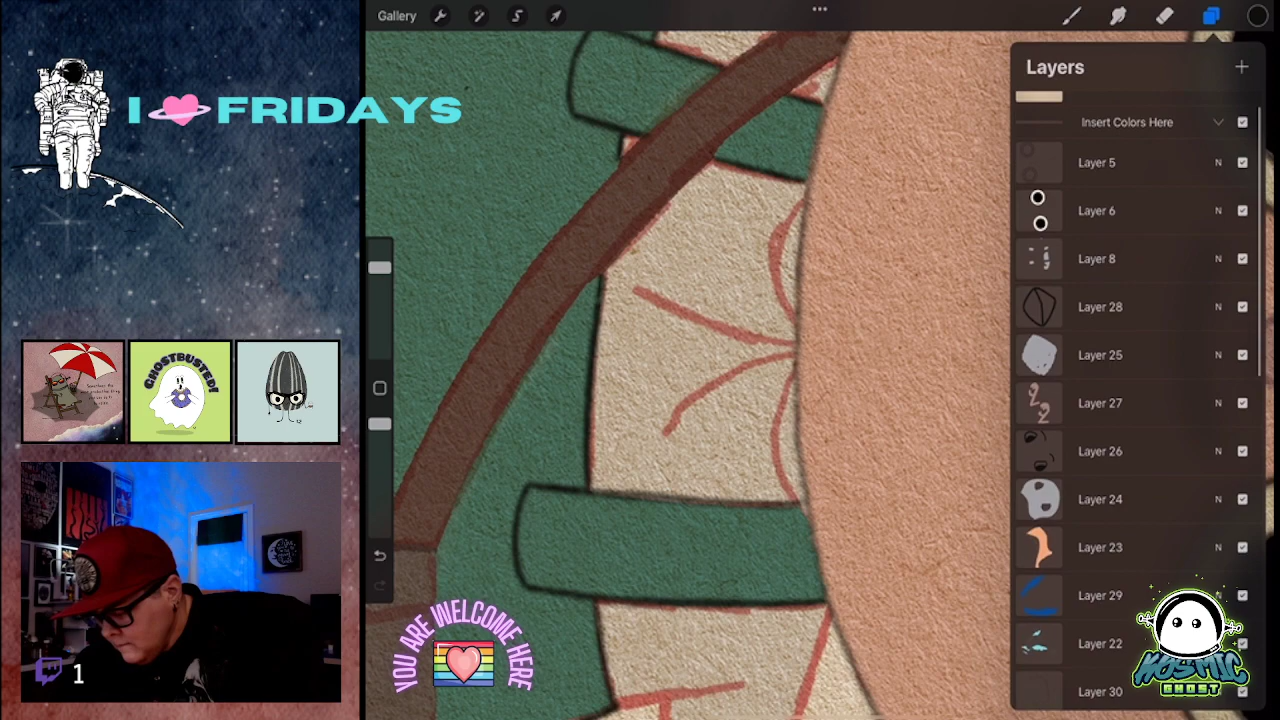 Gallery
Layers
I FRIDAYS
Insert Colors Here
Layer 5 N
Layer 6 N
Layer 8 N
Layer 28 N
Layer 25 N
Layer 27 N
Layer 26 N
Layer 24 N
Layer 23 N
Layer 29
Layer 22
Layer 30
GHOSTBUSTED!
YOU ARE WELCOME HERE
1
KOSMIC
GHOST